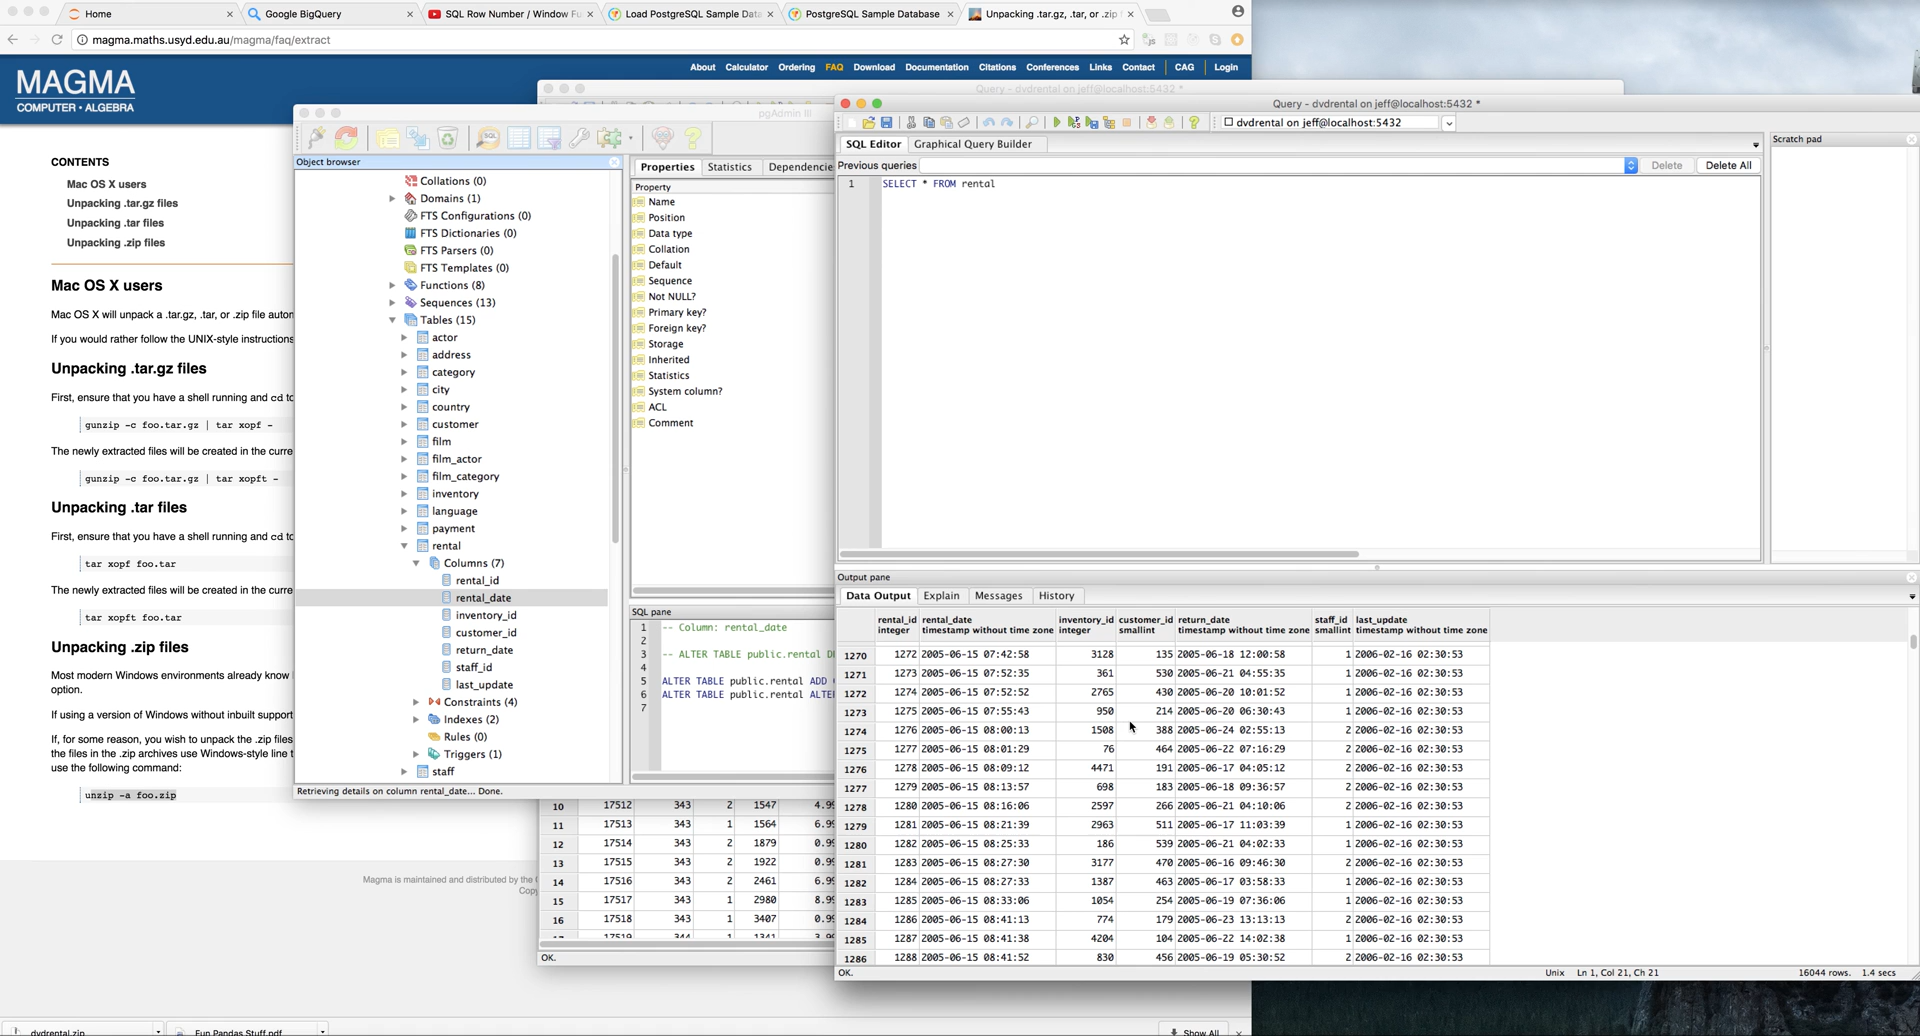 Home
Google BigQuery
SQL Row Number / Window Fu
Load PostgreSQL Sample Data
PostgreSQL Sample Database
Unpacking .tar.gz, .tar, or .zip
magma.maths.usyd.edu.au/magma/faq/extract
MAGMA
COMPUTER • ALGEBRA
About Calculator Ordering FAQ Download Documentation Citations Conferences Links Contact CAG Login
CONTENTS
Mac OS X users
Unpacking .tar.gz files
Unpacking .tar files
Unpacking .zip files
Mac OS X users
Mac OS X will unpack a .tar.gz, .tar, or .zip file auton
If you would rather follow the UNIX-style instructions
Unpacking .tar.gz files
First, ensure that you have a shell running and cd to
gunzip -c foo.tar.gz | tar xopf -
The newly extracted files will be created in the curre
gunzip -c foo.tar.gz | tar xopft -
Unpacking .tar files
First, ensure that you have a shell running and cd to
tar xopf foo.tar
The newly extracted files will be created in the curre
tar xopft foo.tar
Unpacking .zip files
Most modern Windows environments already know
option.
If using a version of Windows without inbuilt support
If, for some reason, you wish to unpack the .zip files
the files in the .zip archives use Windows-style line t
use the following command:
unzip -a foo.zip
Magma is maintained and distributed by the
Copy
dvdrental.zip
Fun Pandas Stuff.pdf
Show All
pgAdmin III
Object browser
Collations (0)
Domains (1)
FTS Configurations (0)
FTS Dictionaries (0)
FTS Parsers (0)
FTS Templates (0)
Functions (8)
Sequences (13)
Tables (15)
actor
address
category
city
country
customer
film
film_actor
film_category
inventory
language
payment
rental
Columns (7)
rental_id
rental_date
inventory_id
customer_id
return_date
staff_id
last_update
Constraints (4)
Indexes (2)
Rules (0)
Triggers (1)
staff
Retrieving details on column rental_date... Done.
Properties Statistics Dependencie
Property
Name
Position
Data type
Collation
Default
Sequence
Not NULL?
Primary key?
Foreign key?
Storage
Inherited
Statistics
System column?
ACL
Comment
SQL pane
1 -- Column: rental_date
2
3 -- ALTER TABLE public.rental D
4
5 ALTER TABLE public.rental ADD
6 ALTER TABLE public.rental ALTE
7
10 17512 343 2 1547 4.99
11 17513 343 1 1564 6.99
12 17514 343 2 1879 0.99
13 17515 343 2 1922 0.99
14 17516 343 2 2461 6.99
15 17517 343 1 2980 8.99
16 17518 343 1 3407 0.99
17 17519 344 1 1341 3.99
OK.
Query - dvdrental on jeff@localhost:5432 *
Query - dvdrental on jeff@localhost:5432 *
dvdrental on jeff@localhost:5432
SQL Editor Graphical Query Builder
Previous queries Delete Delete All
1 SELECT * FROM rental
Scratch pad
Output pane
Data Output Explain Messages History
rental_id rental_date inventory_id customer_id return_date staff_id last_update
integer timestamp without time zone integer smallint timestamp without time zone smallint timestamp without time zone
1270 1272 2005-06-15 07:42:58 3128 135 2005-06-18 12:00:58 1 2006-02-16 02:30:53
1271 1273 2005-06-15 07:52:35 361 530 2005-06-21 04:55:35 1 2006-02-16 02:30:53
1272 1274 2005-06-15 07:52:52 2765 430 2005-06-20 10:01:52 1 2006-02-16 02:30:53
1273 1275 2005-06-15 07:55:43 950 214 2005-06-20 06:30:43 1 2006-02-16 02:30:53
1274 1276 2005-06-15 08:00:13 1508 388 2005-06-24 02:55:13 2 2006-02-16 02:30:53
1275 1277 2005-06-15 08:01:29 76 464 2005-06-22 07:16:29 2 2006-02-16 02:30:53
1276 1278 2005-06-15 08:09:12 4471 191 2005-06-17 04:05:12 2 2006-02-16 02:30:53
1277 1279 2005-06-15 08:13:57 698 183 2005-06-18 09:36:57 2 2006-02-16 02:30:53
1278 1280 2005-06-15 08:16:06 2597 266 2005-06-21 04:10:06 2 2006-02-16 02:30:53
1279 1281 2005-06-15 08:21:39 2963 511 2005-06-17 11:03:39 1 2006-02-16 02:30:53
1280 1282 2005-06-15 08:25:33 186 539 2005-06-21 04:02:33 1 2006-02-16 02:30:53
1281 1283 2005-06-15 08:27:30 3177 470 2005-06-16 09:46:30 2 2006-02-16 02:30:53
1282 1284 2005-06-15 08:27:33 1387 463 2005-06-17 03:58:33 1 2006-02-16 02:30:53
1283 1285 2005-06-15 08:33:06 1054 254 2005-06-19 07:36:06 1 2006-02-16 02:30:53
1284 1286 2005-06-15 08:41:13 774 179 2005-06-23 13:13:13 2 2006-02-16 02:30:53
1285 1287 2005-06-15 08:41:38 4204 104 2005-06-22 14:02:38 1 2006-02-16 02:30:53
1286 1288 2005-06-15 08:41:52 830 456 2005-06-19 05:30:52 2 2006-02-16 02:30:53
OK. Unix Ln 1, Col 21, Ch 21 16044 rows. 1.4 secs